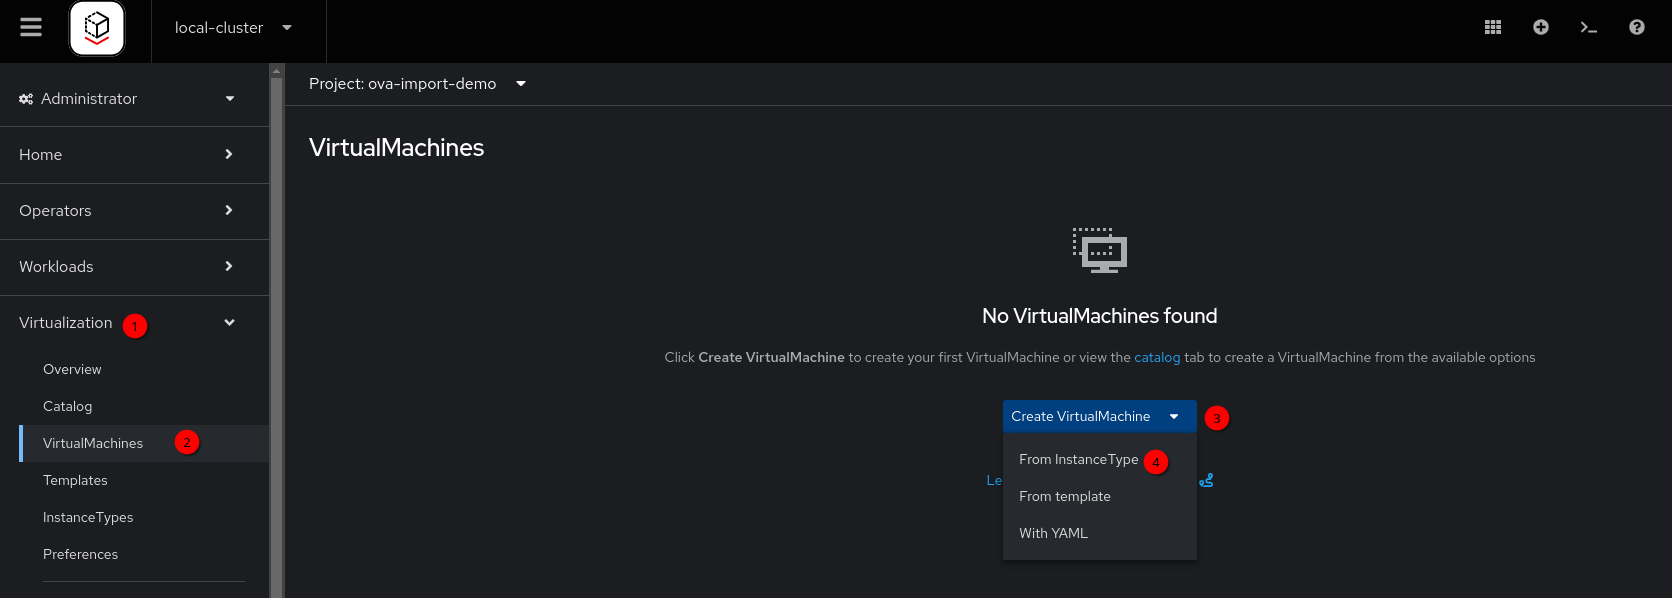 local-cluster
Administrator
Home
Operators
Workloads
Virtualization 1
Overview
Catalog
VirtualMachines 2
Templates
InstanceTypes
Preferences
Project: ova-import-demo
VirtualMachines
No VirtualMachines found
Click Create VirtualMachine to create your first VirtualMachine or view the catalog tab to create a VirtualMachine from the available options
Create VirtualMachine 3
From InstanceType 4
Le
From template
With YAML